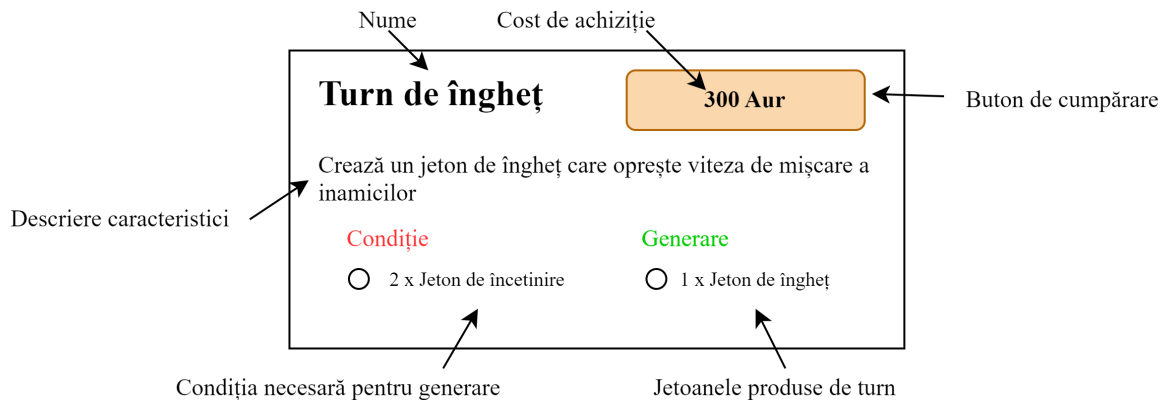 Nume
Cost de achiziție
Turn de îngheț
300 Aur
Buton de cumpărare
Crează un jeton de îngheț care oprește viteza de mișcare a
inamicilor
Descriere caracteristici
Condiție
Generare
2 x Jeton de încetinire
1 x Jeton de îngheț
Condiția necesară pentru generare
Jetoanele produse de turn